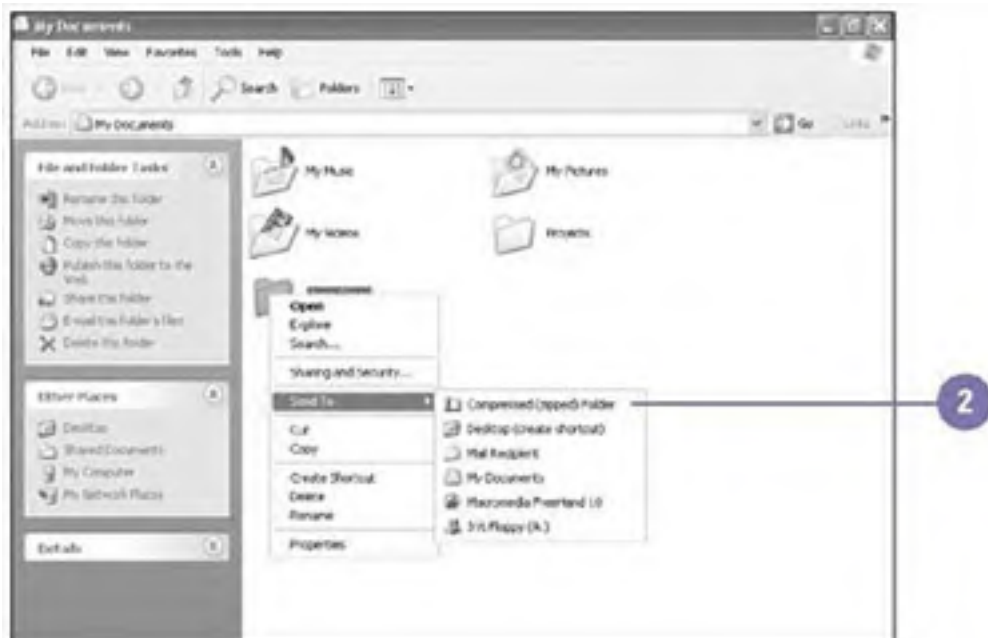 My Documents
File Edit View Favorites Tools Help
Search Folders
Address My Documents Go Links
File and Folder Tasks
Rename this folder
Move this folder
Copy this folder
Publish this folder to the
Web
Share this folder
E-mail this folder's files
Delete this folder
Other Places
Desktop
Shared Documents
My Computer
My Network Places
Details
My Music
My Pictures
My Videos
Projects
Open
Explore
Search...
Sharing and Security...
Send To
Cut
Copy
Create Shortcut
Delete
Rename
Properties
Compressed (zipped) Folder
Desktop (create shortcut)
Mail Recipient
My Documents
Macromedia FreeHand 10
3½ Floppy (A:)
2